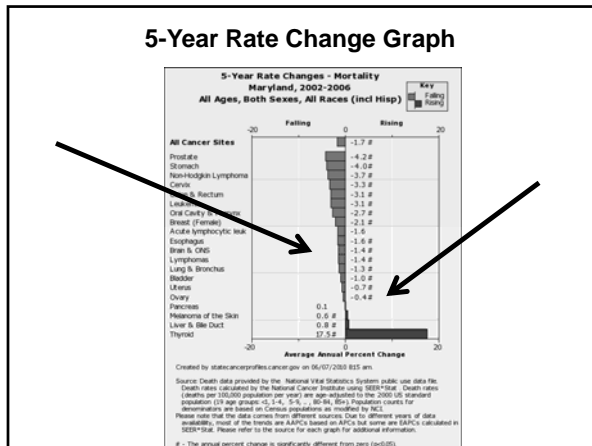 5-Year Rate Change Graph
5-Year Rate Changes - Mortality
Maryland, 2002-2006
All Ages, Both Sexes, All Races (incl Hisp)
Key
Falling
Rising
Falling Rising
-20 0 20
All Cancer Sites -1.7 #
Prostate -4.2 #
Stomach -4.0 #
Non-Hodgkin Lymphoma -3.7 #
Cervix -3.3 #
& Rectum -3.1 #
-3.1 #
Oral Cavity & -2.7 #
Breast (Female) -2.1 #
Acute lymphocytic leuk -1.6
Esophagus -1.6 #
Brain & ONS -1.4 #
Lymphomas -1.4 #
Lung & Bronchus -1.3 #
Bladder -1.0 #
Uterus -0.7 #
Ovary -0.4 #
Pancreas 0.1
Melanoma of the Skin 0.6 #
Liver & Bile Duct 0.8 #
Thyroid 17.5 #
-20 0 20
Average Annual Percent Change
Created by statecancerprofiles.cancer.gov on 06/07/2010 8:15 am.
Source: Death data provided by the National Vital Statistics System public use data file.
Death rates calculated by the National Cancer Institute using SEER*Stat. Death rates
(deaths per 100,000 population per year) are age-adjusted to the 2000 US standard
population (19 age groups: <1, 1-4, 5-9, ... , 80-84, 85+). Population counts for
denominators are based on Census populations as modified by NCI.
Please note that the data comes from different sources. Due to different years of data
availability, most of the trends are AAPCs based on APCs but some are EAPCs calculated in
SEER*Stat. Please refer to the source for each graph for additional information.
# - The annual percent change is significantly different from zero (p<0.05).